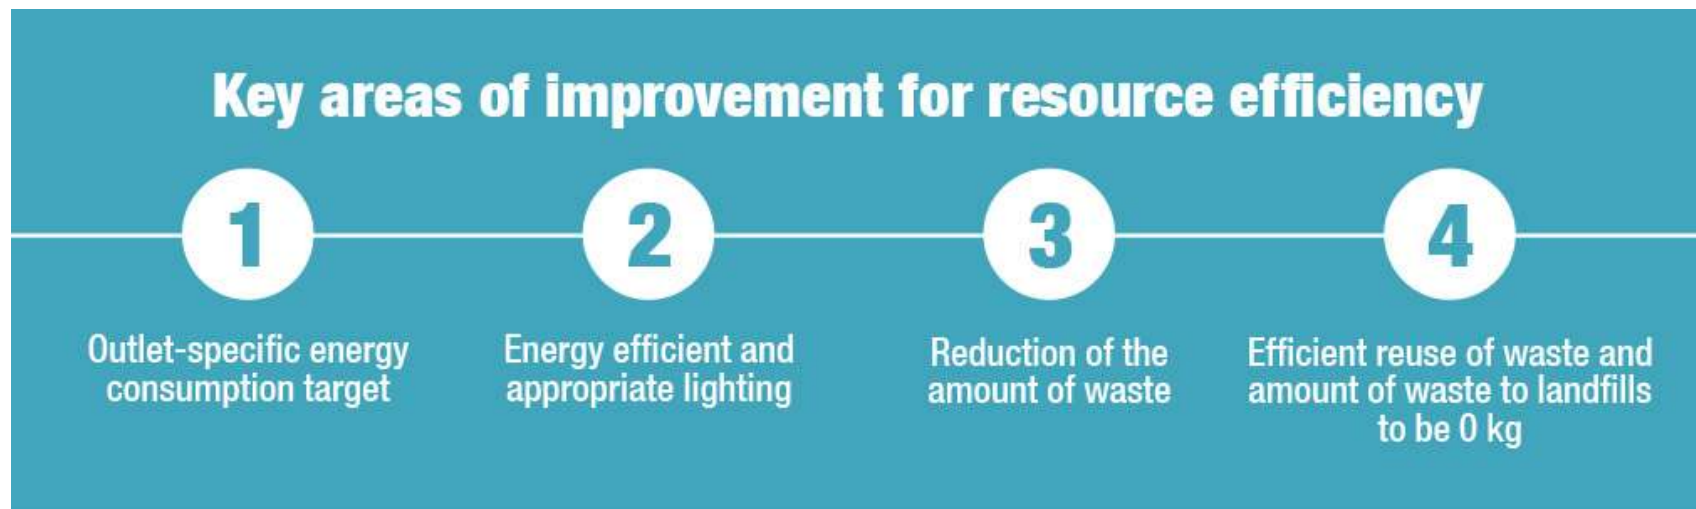 Key areas of improvement for resource efficiency
1
Outlet-specific energy
consumption target
2
Energy efficient and
appropriate lighting
3
Reduction of the
amount of waste
4
Efficient reuse of waste and
amount of waste to landfills
to be 0 kg